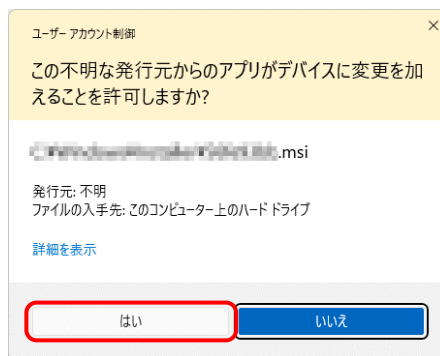 ユーザー アカウント制御
この不明な発行元からのアプリがデバイスに変更を加
えることを許可しますか?
.msi
発行元: 不明
ファイルの入手先: このコンピューター上のハード ドライブ
詳細を表示
はい
いいえ